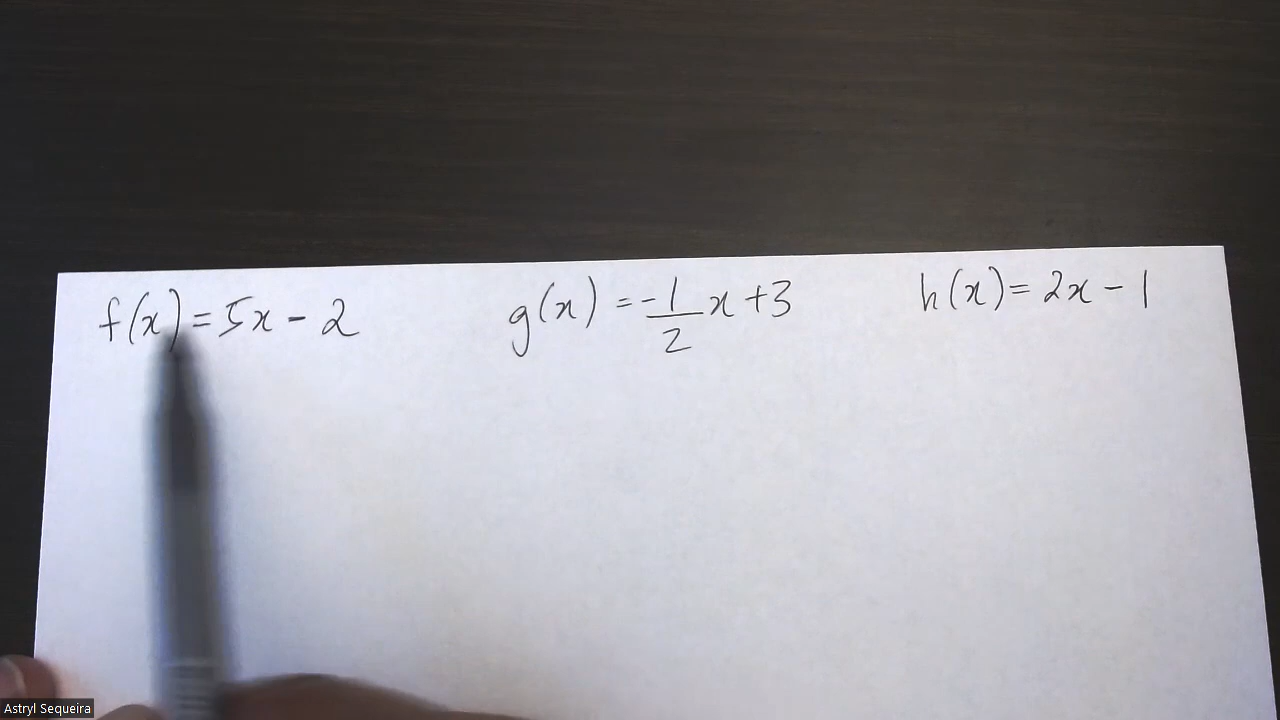 f(x) = 5x - 2
g(x) = -1/2 x + 3
h(x) = 2x - 1
Astryl Sequeira